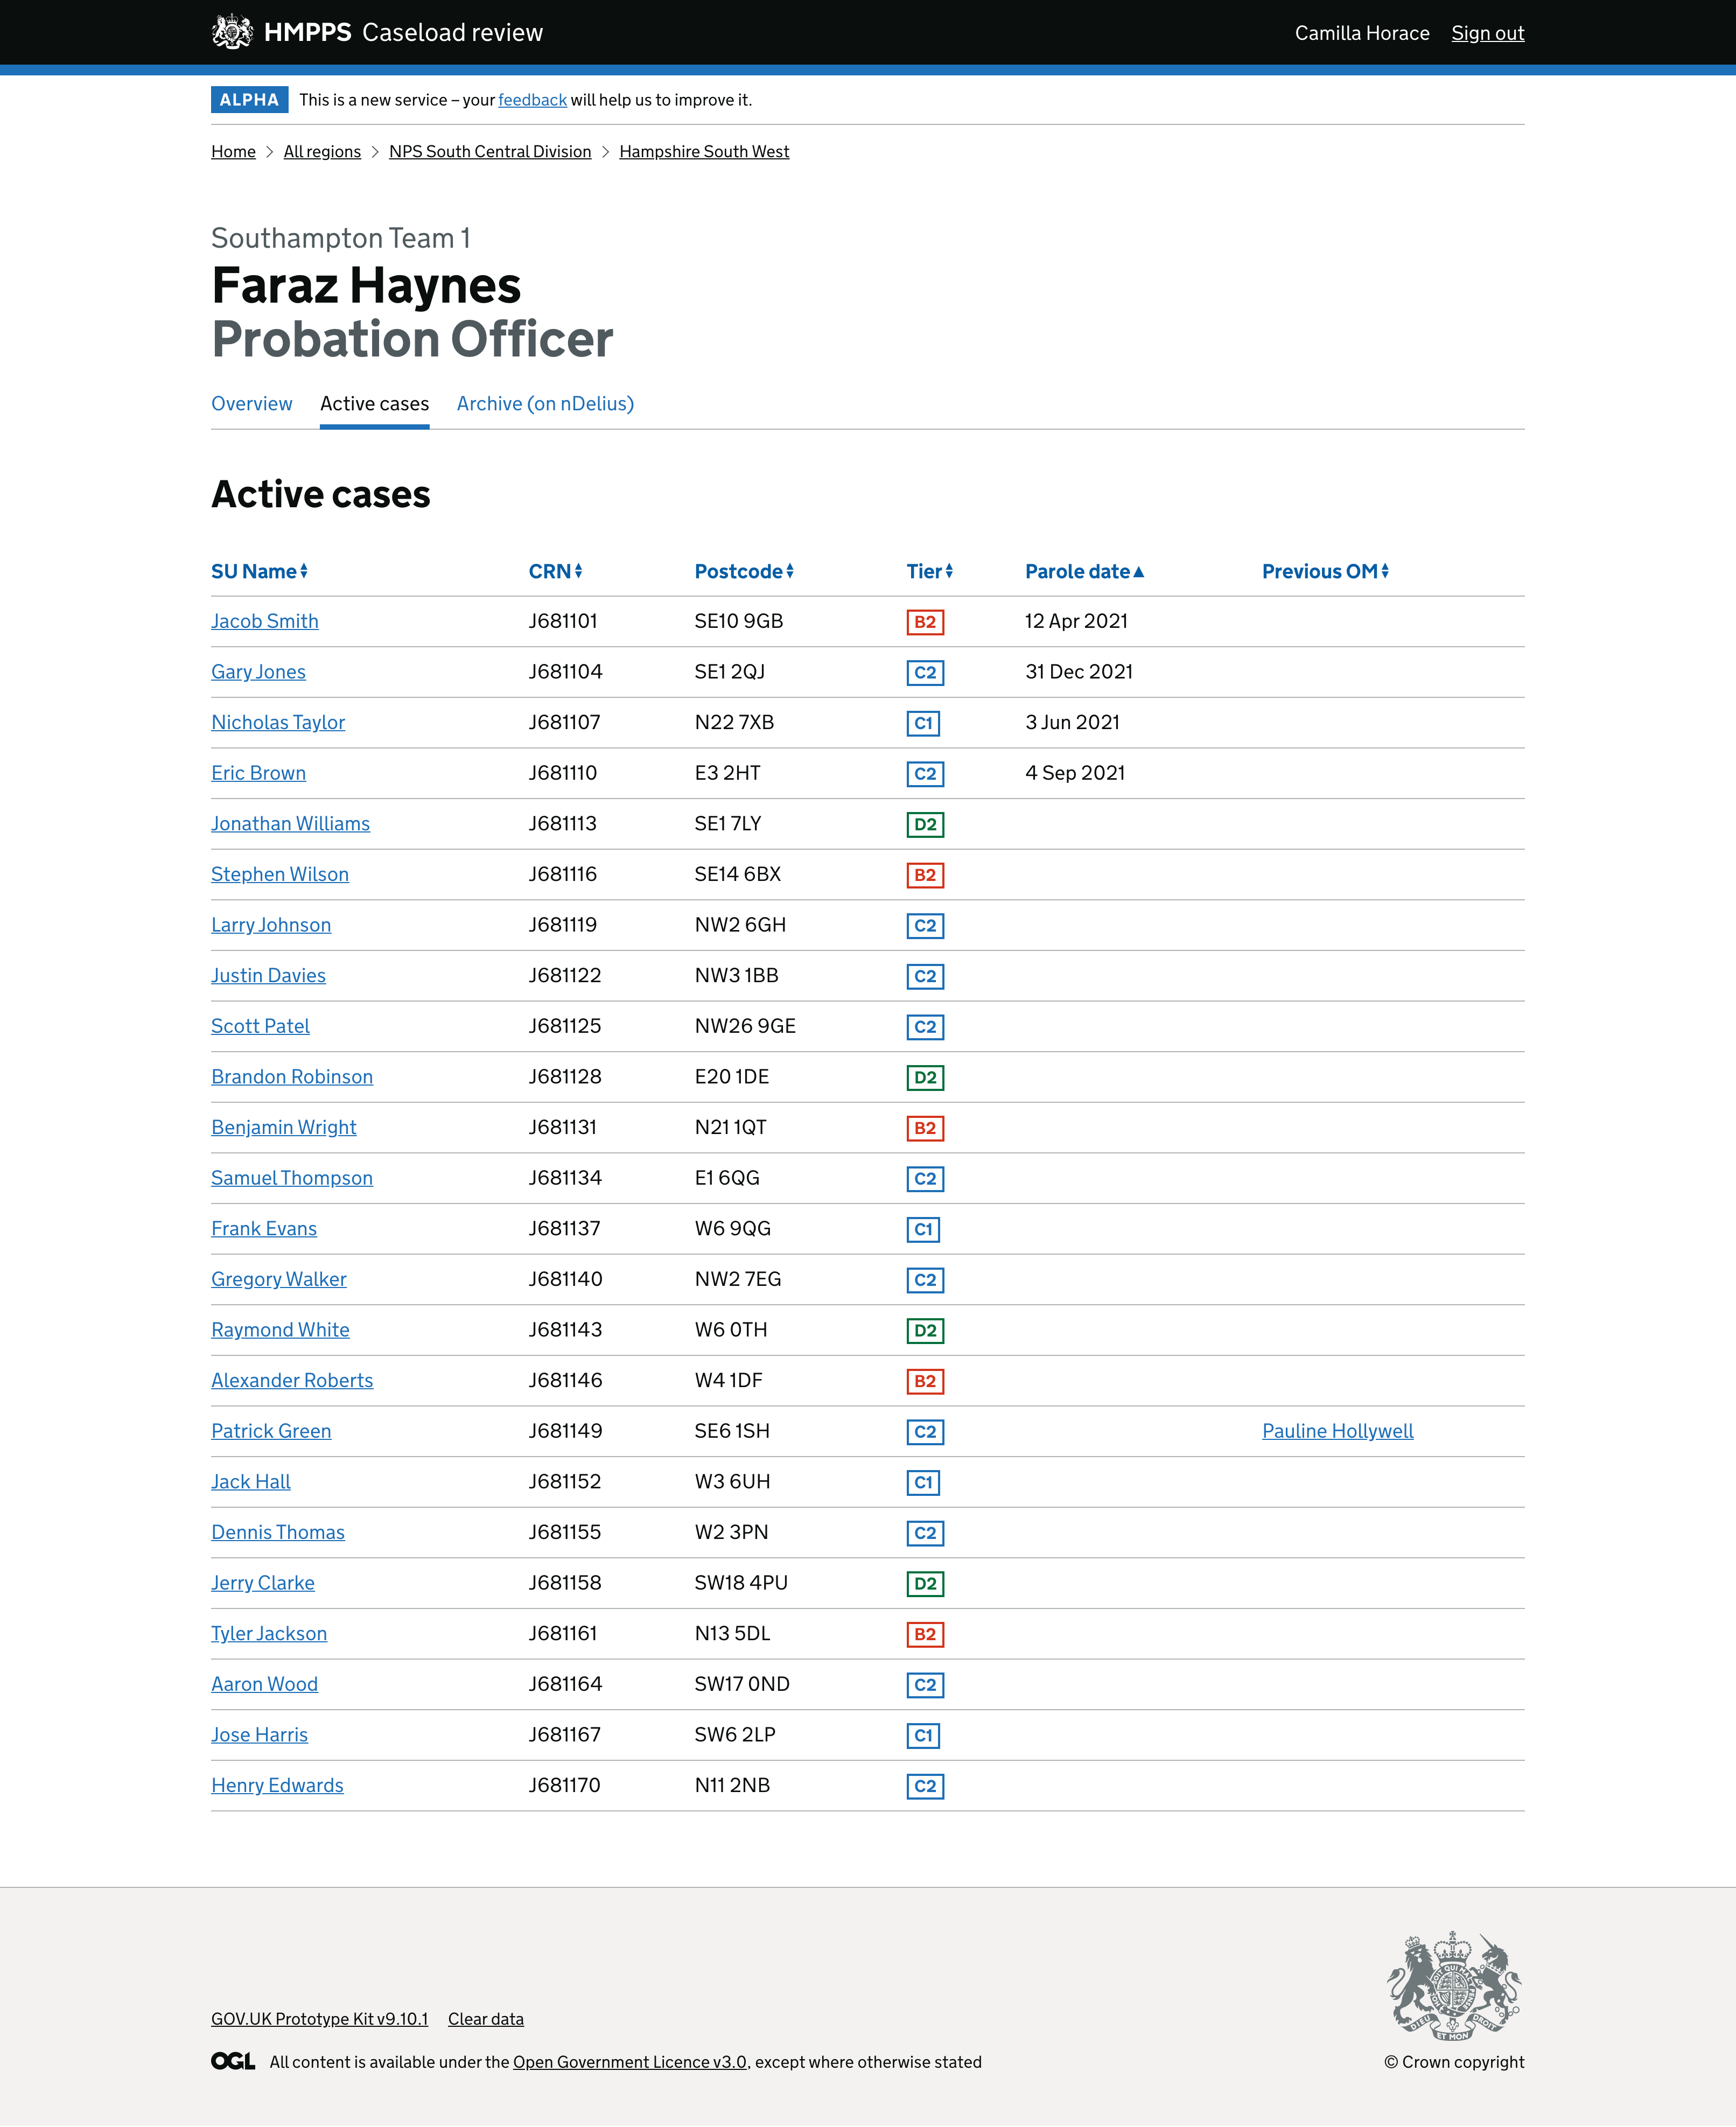 HMPPS Caseload review Camilla Horace Sign out
ALPHA This is a new service – your feedback will help us to improve it.
Home All regions NPS South Central Division Hampshire South West
Southampton Team 1
Faraz Haynes
Probation Officer
Overview Active cases Archive (on nDelius)
Active cases
SU Name CRN Postcode Tier Parole date Previous OM
Jacob Smith J681101 SE10 9GB B2 12 Apr 2021
Gary Jones J681104 SE1 2QJ C2 31 Dec 2021
Nicholas Taylor J681107 N22 7XB C1 3 Jun 2021
Eric Brown J681110 E3 2HT C2 4 Sep 2021
Jonathan Williams J681113 SE1 7LY D2
Stephen Wilson J681116 SE14 6BX B2
Larry Johnson J681119 NW2 6GH C2
Justin Davies J681122 NW3 1BB C2
Scott Patel J681125 NW26 9GE C2
Brandon Robinson J681128 E20 1DE D2
Benjamin Wright J681131 N21 1QT B2
Samuel Thompson J681134 E1 6QG C2
Frank Evans J681137 W6 9QG C1
Gregory Walker J681140 NW2 7EG C2
Raymond White J681143 W6 0TH D2
Alexander Roberts J681146 W4 1DF B2
Patrick Green J681149 SE6 1SH C2 Pauline Hollywell
Jack Hall J681152 W3 6UH C1
Dennis Thomas J681155 W2 3PN C2
Jerry Clarke J681158 SW18 4PU D2
Tyler Jackson J681161 N13 5DL B2
Aaron Wood J681164 SW17 0ND C2
Jose Harris J681167 SW6 2LP C1
Henry Edwards J681170 N11 2NB C2
GOV.UK Prototype Kit v9.10.1 Clear data
OGL All content is available under the Open Government Licence v3.0, except where otherwise stated
DIEU ET MON DROIT
© Crown copyright